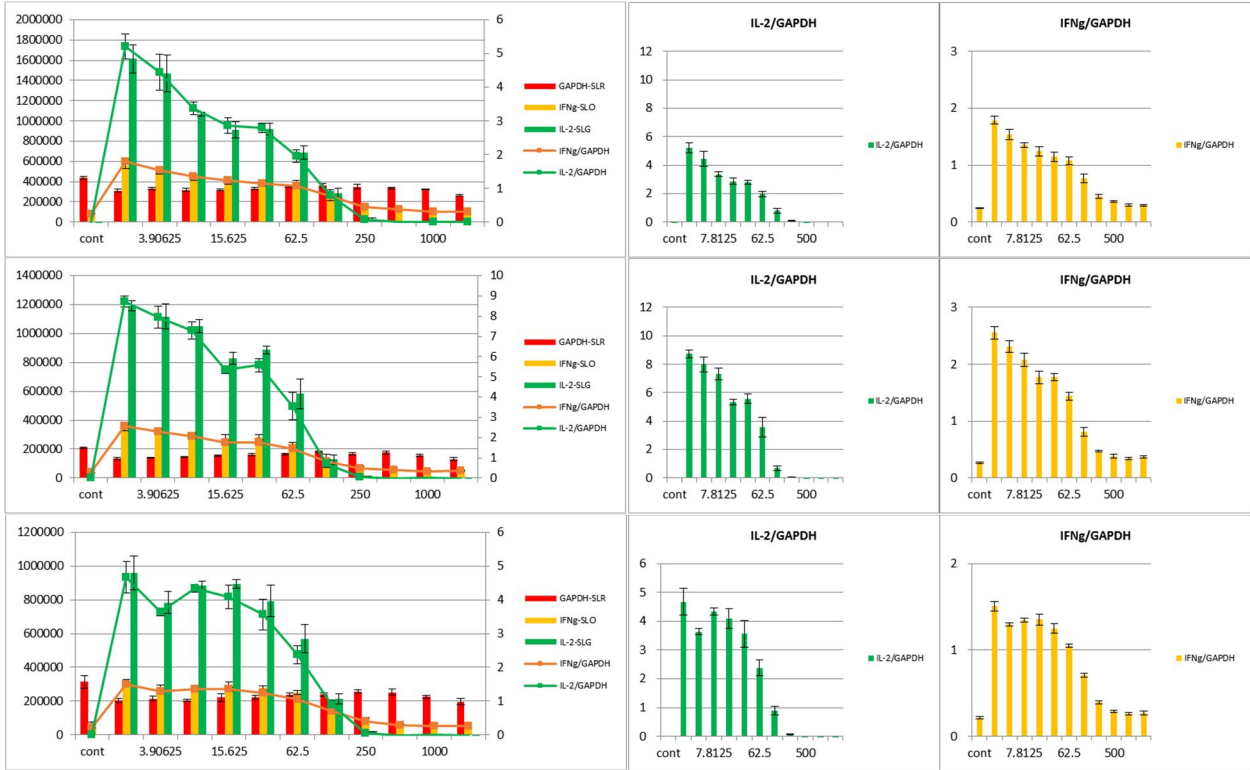 2000000 6
1800000 5
1600000
1400000 4
1200000
1000000 3
800000
600000 2
400000 1
200000
0 0
cont 3.90625 15.625 62.5 250 1000
GAPDH-SLR
IFNg-SLO
IL-2-SLG
IFNg/GAPDH
IL-2/GAPDH
IL-2/GAPDH
12
10
8
6
4
2
0
cont 7.8125 62.5 500
IL-2/GAPDH
IFNg/GAPDH
3
2
1
0
cont 7.8125 62.5 500
IFNg/GAPDH
1400000 10
1200000 9
1000000 8
800000 7
600000 6
400000 5
200000 4
0 3
2
1
0
cont 3.90625 15.625 62.5 250 1000
GAPDH-SLR
IFNg-SLO
IL-2-SLG
IFNg/GAPDH
IL-2/GAPDH
IL-2/GAPDH
12
10
8
6
4
2
0
cont 7.8125 62.5 500
IL-2/GAPDH
IFNg/GAPDH
3
2
1
0
cont 7.8125 62.5 500
IFNg/GAPDH
1200000 6
1000000 5
800000 4
600000 3
400000 2
200000 1
0 0
cont 3.90625 15.625 62.5 250 1000
GAPDH-SLR
IFNg-SLO
IL-2-SLG
IFNg/GAPDH
IL-2/GAPDH
IL-2/GAPDH
6
5
4
3
2
1
0
cont 7.8125 62.5 500
IL-2/GAPDH
IFNg/GAPDH
2
1
0
cont 7.8125 62.5 500
IFNg/GAPDH